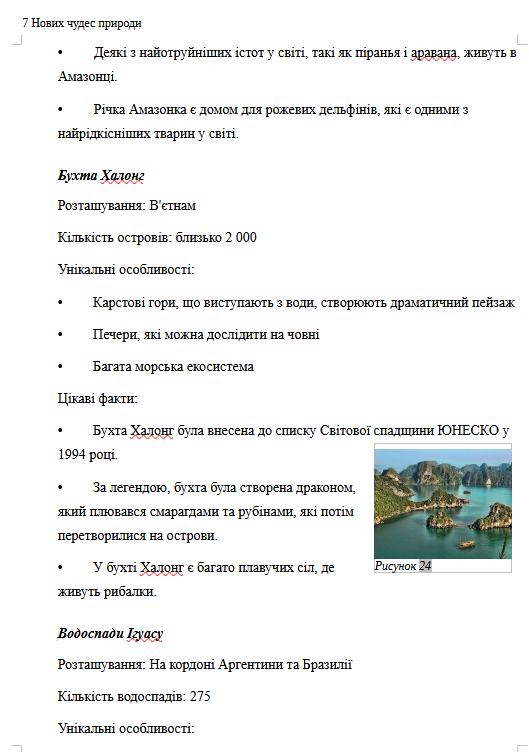 7 Нових чудес природи
• Деякі з найотруйніших істот у світі, такі як піранья і аравана, живуть в
Амазонці.
• Річка Амазонка є домом для рожевих дельфінів, які є одними з
найрідкісніших тварин у світі.
Бухта Халонг
Розташування: В'єтнам
Кількість островів: близько 2 000
Унікальні особливості:
• Карстові гори, що виступають з води, створюють драматичний пейзаж
• Печери, які можна дослідити на човні
• Багата морська екосистема
Цікаві факти:
• Бухта Халонг була внесена до списку Світової спадщини ЮНЕСКО у
1994 році.
• За легендою, бухта була створена драконом,
який плювався смарагдами та рубінами, які потім
перетворилися на острови.
• У бухті Халонг є багато плавучих сіл, де
живуть рибалки.
Рисунок 24
Водоспади Ігуасу
Розташування: На кордоні Аргентини та Бразилії
Кількість водоспадів: 275
Унікальні особливості: